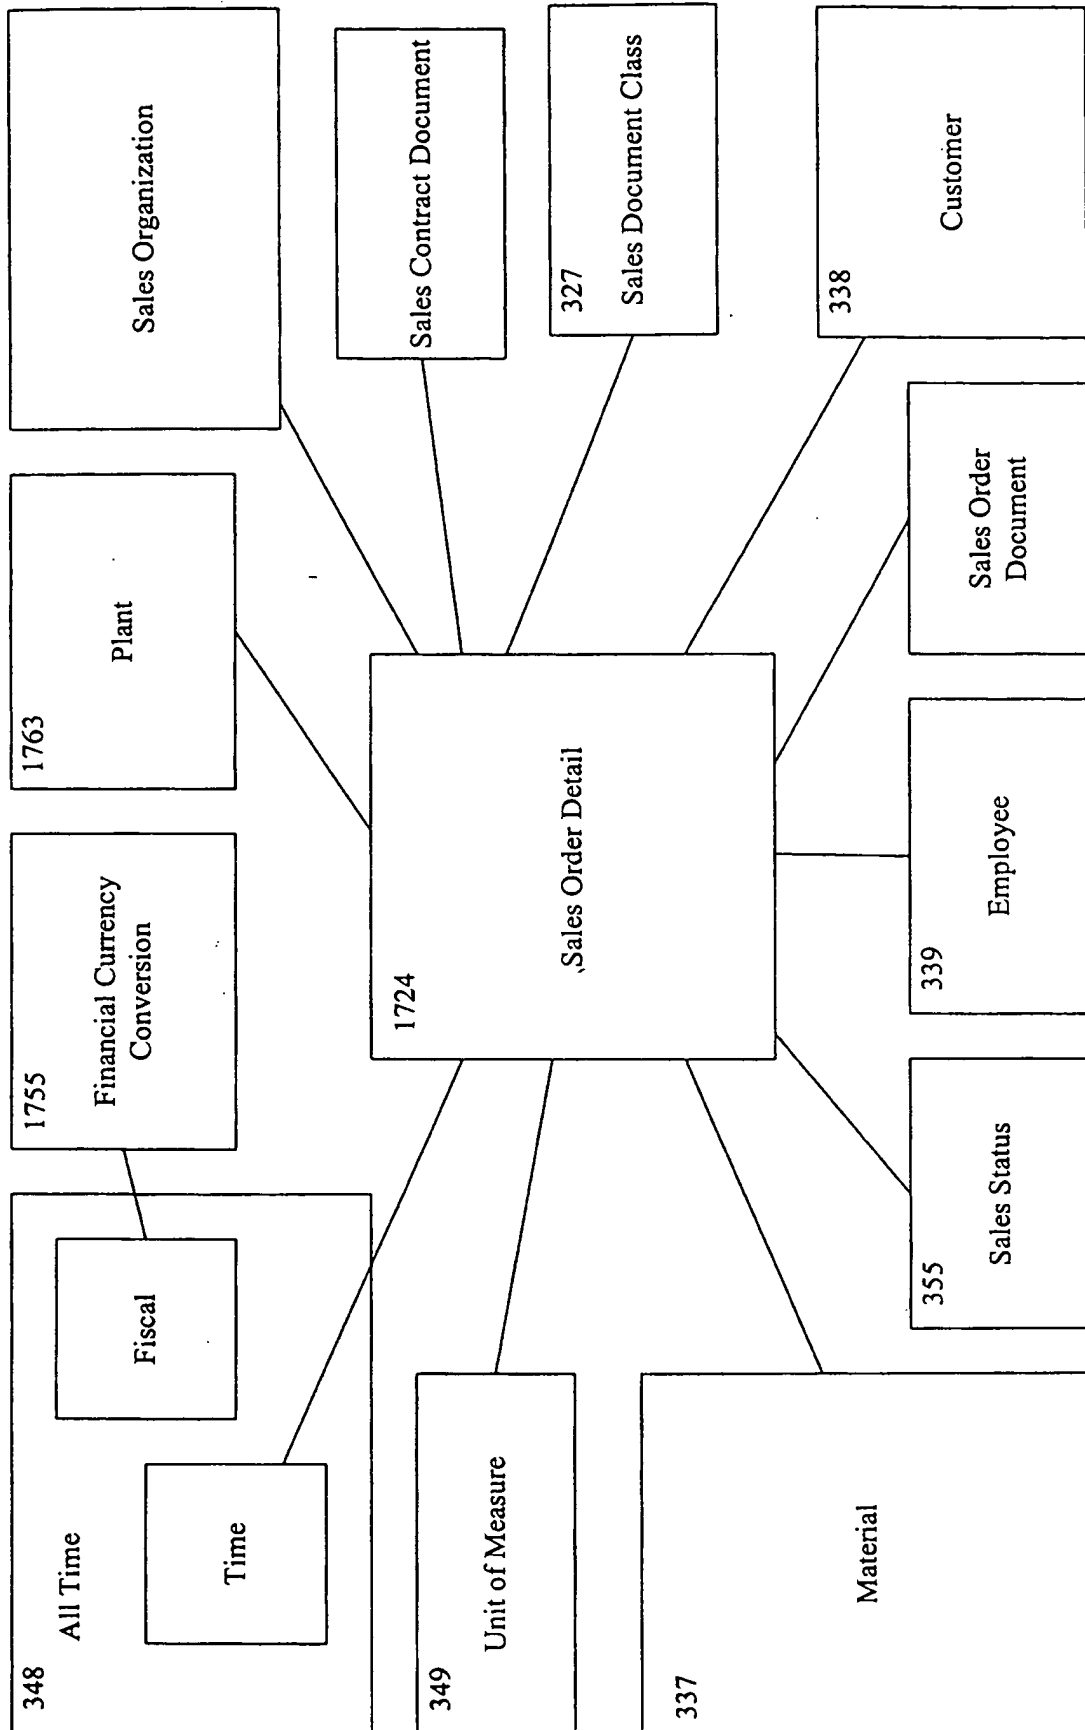 348
All Time
Time
Fiscal
1755
Financial Currency
Conversion
1763
Plant
Sales Organization
349
Unit of Measure
1724
Sales Order Detail
Sales Contract Document
327
Sales Document Class
337
Material
355
Sales Status
339
Employee
Sales Order
Document
338
Customer